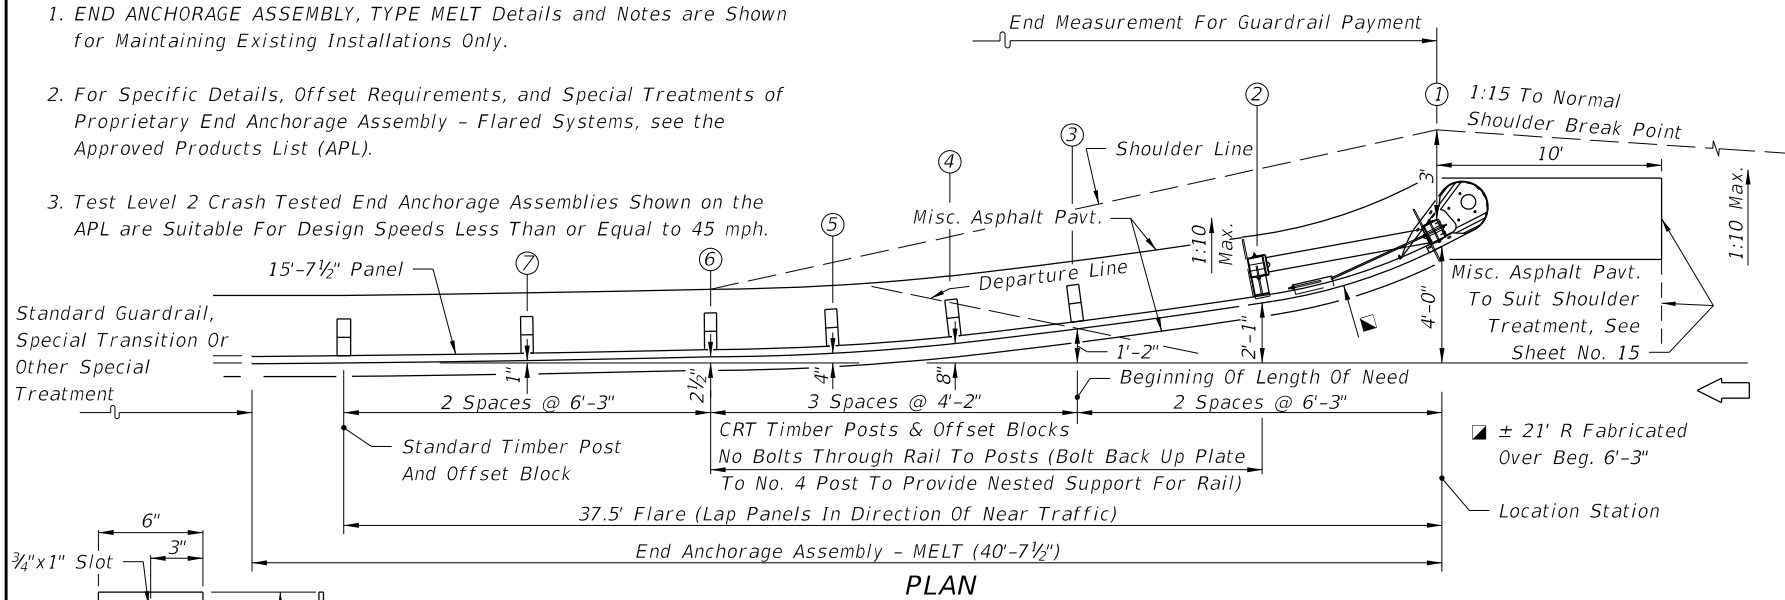 1. END ANCHORAGE ASSEMBLY, TYPE MELT Details and Notes are Shown
for Maintaining Existing Installations Only.
2. For Specific Details, Offset Requirements, and Special Treatments of
Proprietary End Anchorage Assembly – Flared Systems, see the
Approved Products List (APL).
3. Test Level 2 Crash Tested End Anchorage Assemblies Shown on the
APL are Suitable For Design Speeds Less Than or Equal to 45 mph.
End Measurement For Guardrail Payment
1
2
3
4
5
6
7
1:15 To Normal
Shoulder Break Point
10'
3'
1:10 Max.
Shoulder Line
Misc. Asphalt Pavt.
1:10
Max.
Departure Line
15'-7½" Panel
Standard Guardrail,
Special Transition Or
Other Special
Treatment
Misc. Asphalt Pavt.
To Suit Shoulder
Treatment, See
Sheet No. 15
1"
2½"
4"
8"
1'-2"
2'-1"
4'-0"
Beginning Of Length Of Need
2 Spaces @ 6'-3"
3 Spaces @ 4'-2"
2 Spaces @ 6'-3"
Standard Timber Post
And Offset Block
CRT Timber Posts & Offset Blocks
No Bolts Through Rail To Posts (Bolt Back Up Plate
To No. 4 Post To Provide Nested Support For Rail)
± 21' R Fabricated
Over Beg. 6'-3"
Location Station
37.5' Flare (Lap Panels In Direction Of Near Traffic)
End Anchorage Assembly – MELT (40'-7½")
PLAN
6"
3"
¾"x1" Slot